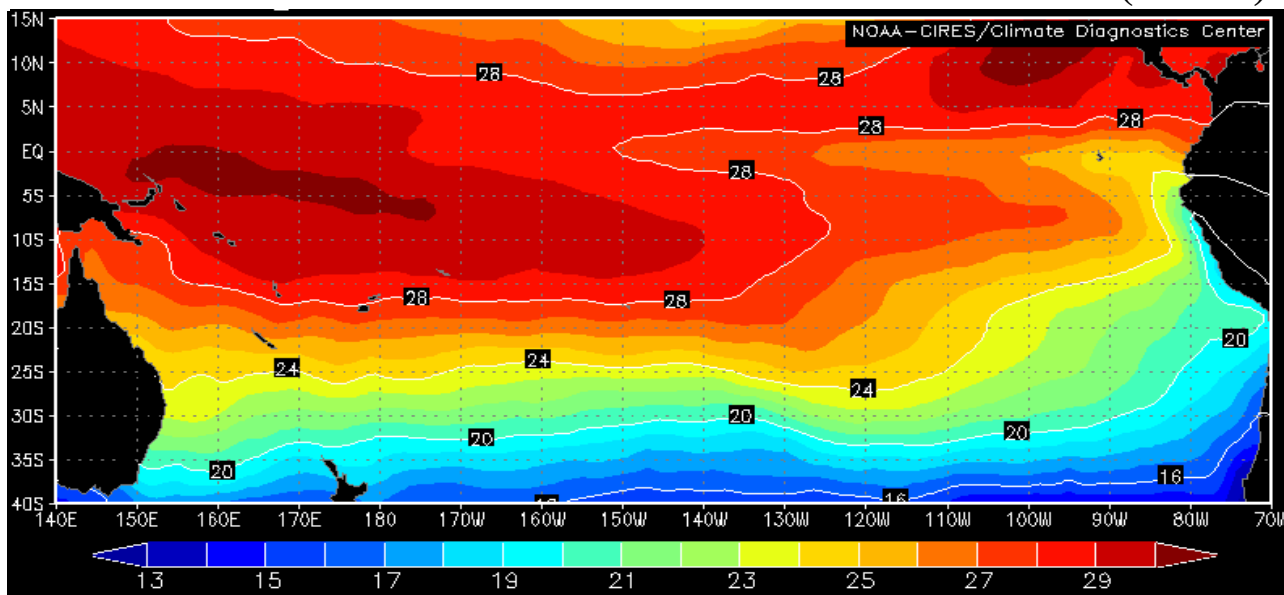 15N
NOAA-CIRES/Climate Diagnostics Center
10N
28
28
5N
28
28
EQ
28
5S
10S
15S
28
28
20S
20
24
24
25S
24
30S
20
20
20
35S
20
16
16
40S
140E 150E 160E 170E 180 170W 160W 150W 140W 130W 120W 110W 100W 90W 80W 70W
13 15 17 19 21 23 25 27 29